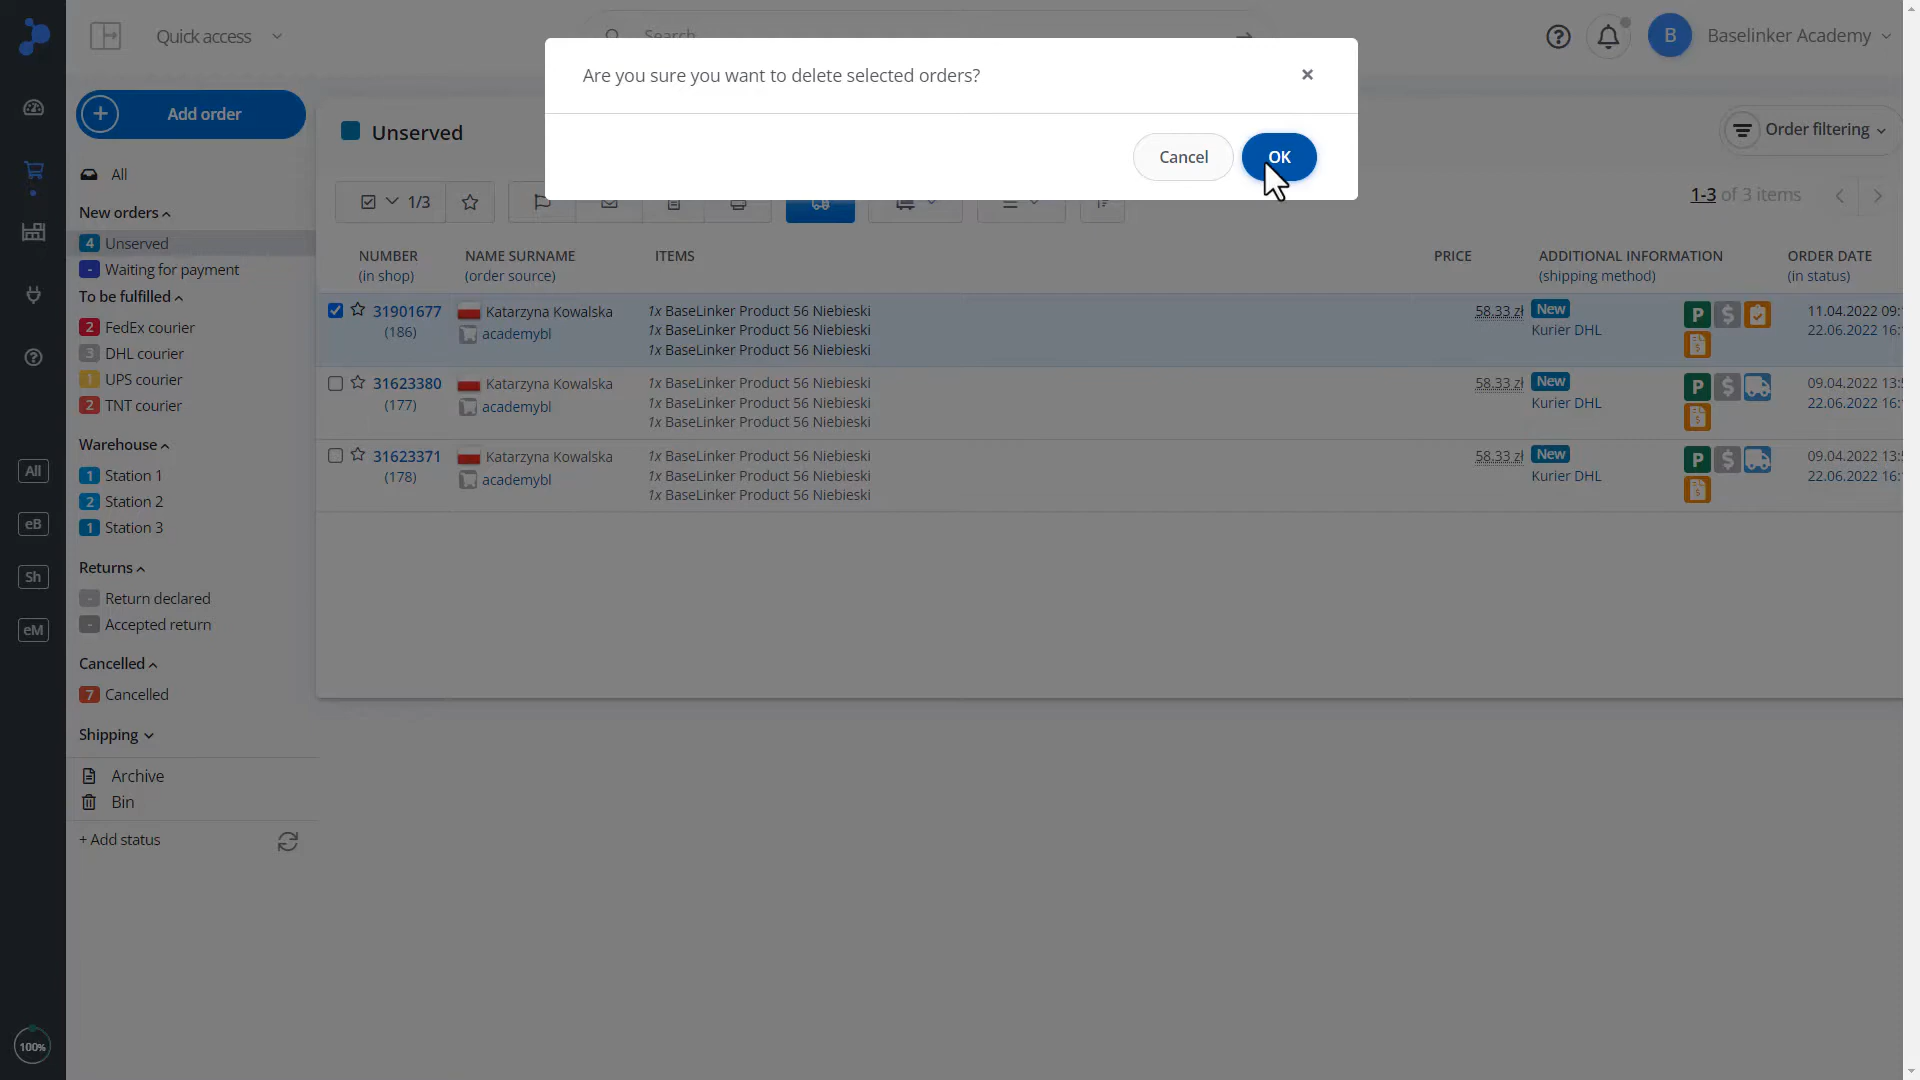 Quick access
Search
B
Baselinker Academy
Are you sure you want to delete selected orders?
Cancel
OK
Add order
Unserved
Order filtering
1/3
1-3 of 3 items
All
New orders
4 Unserved
- Waiting for payment
To be fulfilled
2 FedEx courier
3 DHL courier
1 UPS courier
2 TNT courier
Warehouse
1 Station 1
2 Station 2
1 Station 3
Returns
- Return declared
- Accepted return
Cancelled
7 Cancelled
Shipping
Archive
Bin
+ Add status
All
eB
Sh
eM
100%
NUMBER
(in shop)
NAME SURNAME
(order source)
ITEMS
PRICE
ADDITIONAL INFORMATION
(shipping method)
ORDER DATE
(in status)
31901677
(186)
Katarzyna Kowalska
academybl
1x BaseLinker Product 56 Niebieski
1x BaseLinker Product 56 Niebieski
1x BaseLinker Product 56 Niebieski
58.33 zł
New
Kurier DHL
P $
$
11.04.2022 09:
22.06.2022 16:
31623380
(177)
Katarzyna Kowalska
academybl
1x BaseLinker Product 56 Niebieski
1x BaseLinker Product 56 Niebieski
1x BaseLinker Product 56 Niebieski
58.33 zł
New
Kurier DHL
P $
$
09.04.2022 13:
22.06.2022 16:
31623371
(178)
Katarzyna Kowalska
academybl
1x BaseLinker Product 56 Niebieski
1x BaseLinker Product 56 Niebieski
1x BaseLinker Product 56 Niebieski
58.33 zł
New
Kurier DHL
P $
$
09.04.2022 13:
22.06.2022 16: